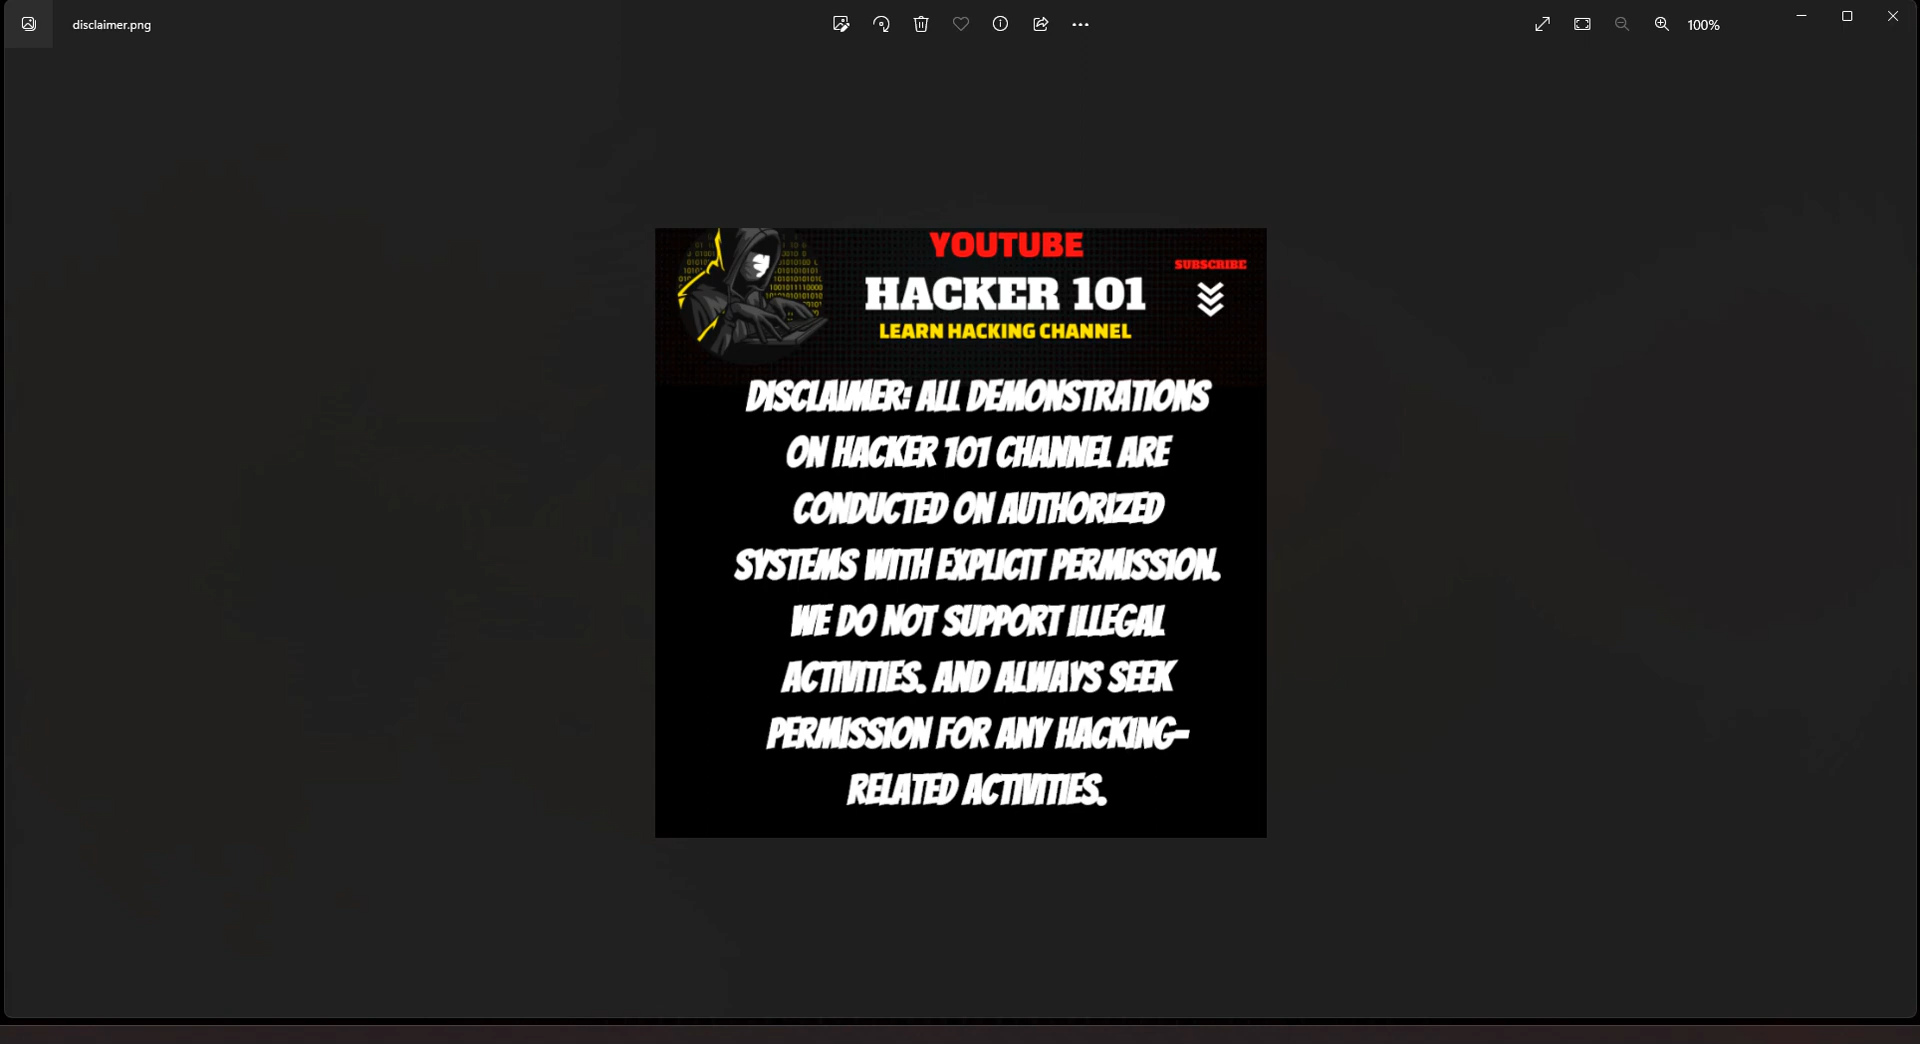 disclaimer.png
100%
YOUTUBE
SUBSCRIBE
HACKER 101
LEARN HACKING CHANNEL
DISCLAIMER: ALL DEMONSTRATIONS
ON HACKER 101 CHANNEL ARE
CONDUCTED ON AUTHORIZED
SYSTEMS WITH EXPLICIT PERMISSION.
WE DO NOT SUPPORT ILLEGAL
ACTIVITIES. AND ALWAYS SEEK
PERMISSION FOR ANY HACKING-
RELATED ACTIVITIES.